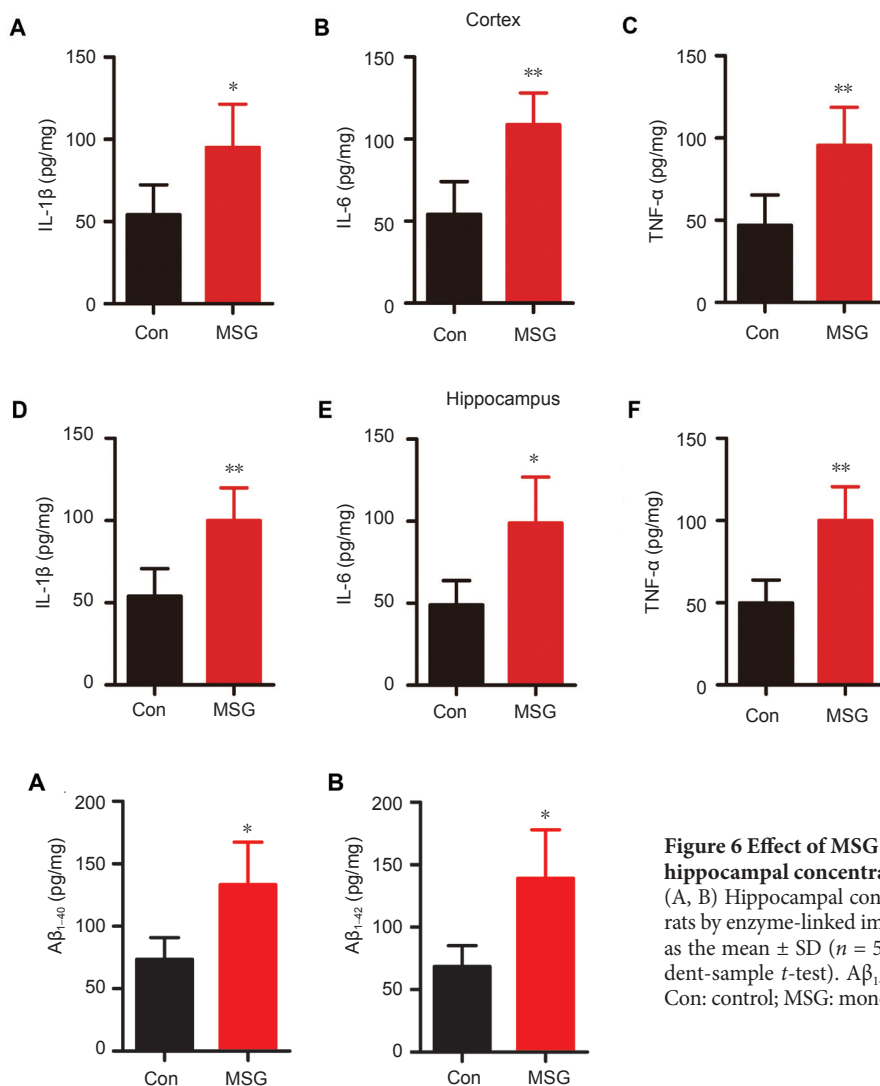 A
B
Cortex
C
150
100
50
0
IL-1β (pg/mg)
*
Con
MSG
150
100
50
0
IL-6 (pg/mg)
**
Con
MSG
150
100
50
0
TNF-α (pg/mg)
**
Con
MSG
D
E
Hippocampus
F
150
100
50
0
IL-1β (pg/mg)
**
Con
MSG
150
100
50
0
IL-6 (pg/mg)
*
Con
MSG
150
100
50
0
TNF-α (pg/mg)
**
Con
MSG
A
200
150
100
50
0
Aβ1–40 (pg/mg)
*
Con
MSG
B
200
150
100
50
0
Aβ1–42 (pg/mg)
*
Con
MSG
Figure 6 Effect of MSG
hippocampal concentra
(A, B) Hippocampal con
rats by enzyme-linked im
as the mean ± SD (n = 5
dent-sample t-test). Aβ1-
Con: control; MSG: mon